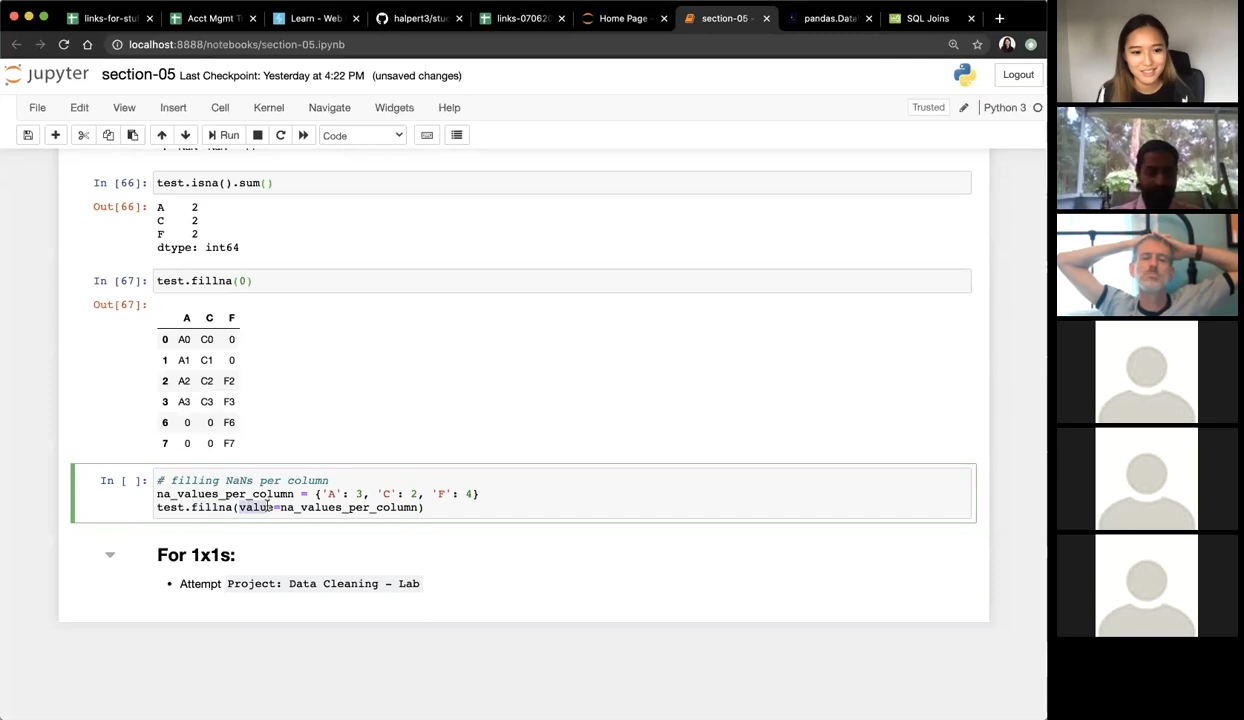 links-for-stu
Acct Mgmt T
Learn - Web
halpert3/stu
links-07062
Home Page -
section-05 -
pandas.Data
SQL Joins
localhost:8888/notebooks/section-05.ipynb
jupyter section-05 Last Checkpoint: Yesterday at 4:22 PM (unsaved changes)
Logout
File Edit View Insert Cell Kernel Navigate Widgets Help
Trusted Python 3
Run Code
In [66]: test.isna().sum()
Out[66]: A 2
C 2
F 2
dtype: int64
In [67]: test.fillna(0)
Out[67]:
A C F
0 A0 C0 0
1 A1 C1 0
2 A2 C2 F2
3 A3 C3 F3
6 0 0 F6
7 0 0 F7
In [ ]: # filling NaNs per column
na_values_per_column = {'A': 3, 'C': 2, 'F': 4}
test.fillna(value=na_values_per_column)
For 1x1s:
• Attempt Project: Data Cleaning - Lab